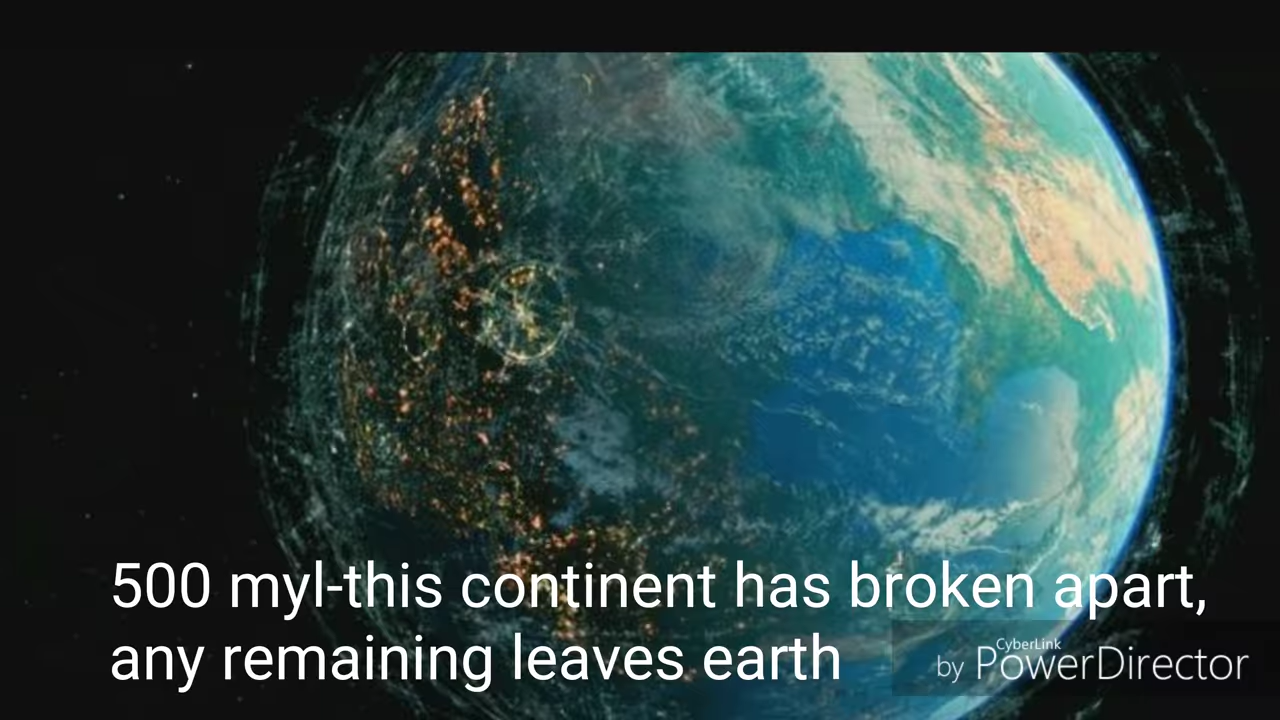 500 myl-this continent has broken apart,
any remaining leaves earth
CyberLink
by PowerDirector